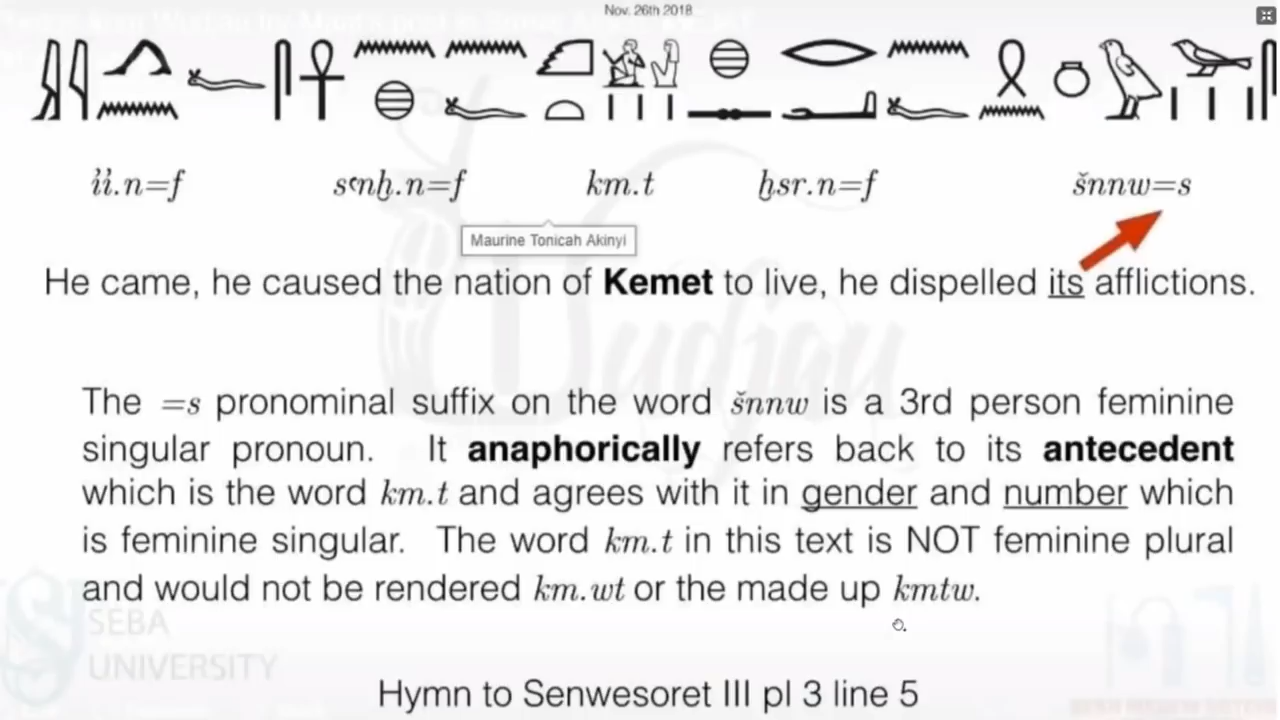 Nov. 26th 2018
ỉỉ.n=f sꜥnḫ.n=f km.t ḫsr.n=f šnnw=s
Maurine Tonicah Akinyi
He came, he caused the nation of Kemet to live, he dispelled its afflictions.
The =s pronominal suffix on the word šnnw is a 3rd person feminine
singular pronoun. It anaphorically refers back to its antecedent
which is the word km.t and agrees with it in gender and number which
is feminine singular. The word km.t in this text is NOT feminine plural
and would not be rendered km.wt or the made up kmtw.
SEBA
UNIVERSITY
Hymn to Senwesoret III pl 3 line 5